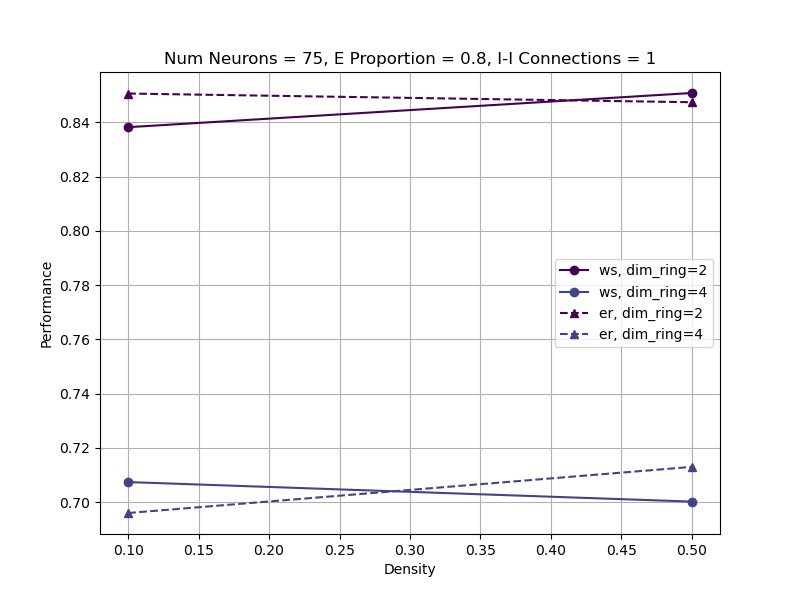 Num Neurons = 75, E Proportion = 0.8, I-I Connections = 1
0.84
0.82
0.80
0.78
0.76
0.74
0.72
0.70
Performance
ws, dim_ring=2
ws, dim_ring=4
er, dim_ring=2
er, dim_ring=4
0.10 0.15 0.20 0.25 0.30 0.35 0.40 0.45 0.50
Density